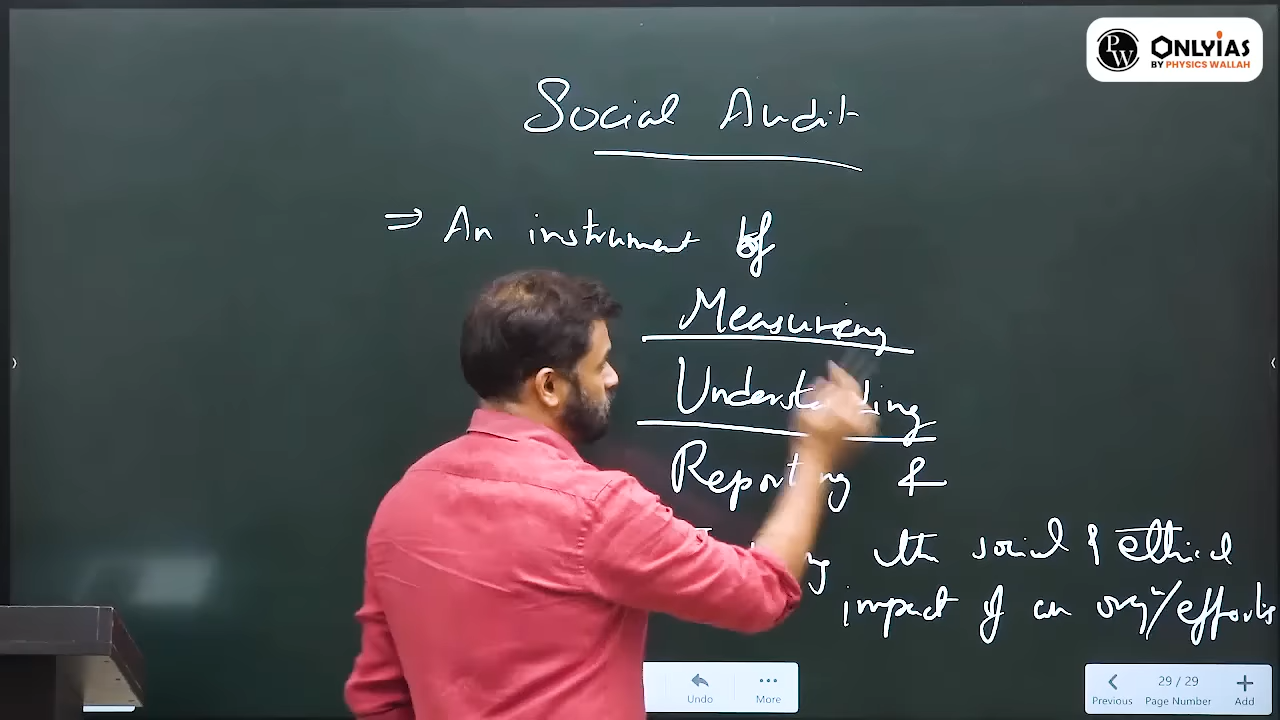 PW ONLYIAS
BY PHYSICS WALLAH
Social Audit
⇒ An instrument of
Measuring
Understanding
Reporting &
the social & ethical
impact of an orgn/efforts
Undo
More
Previous
29 / 29
Page Number
Add